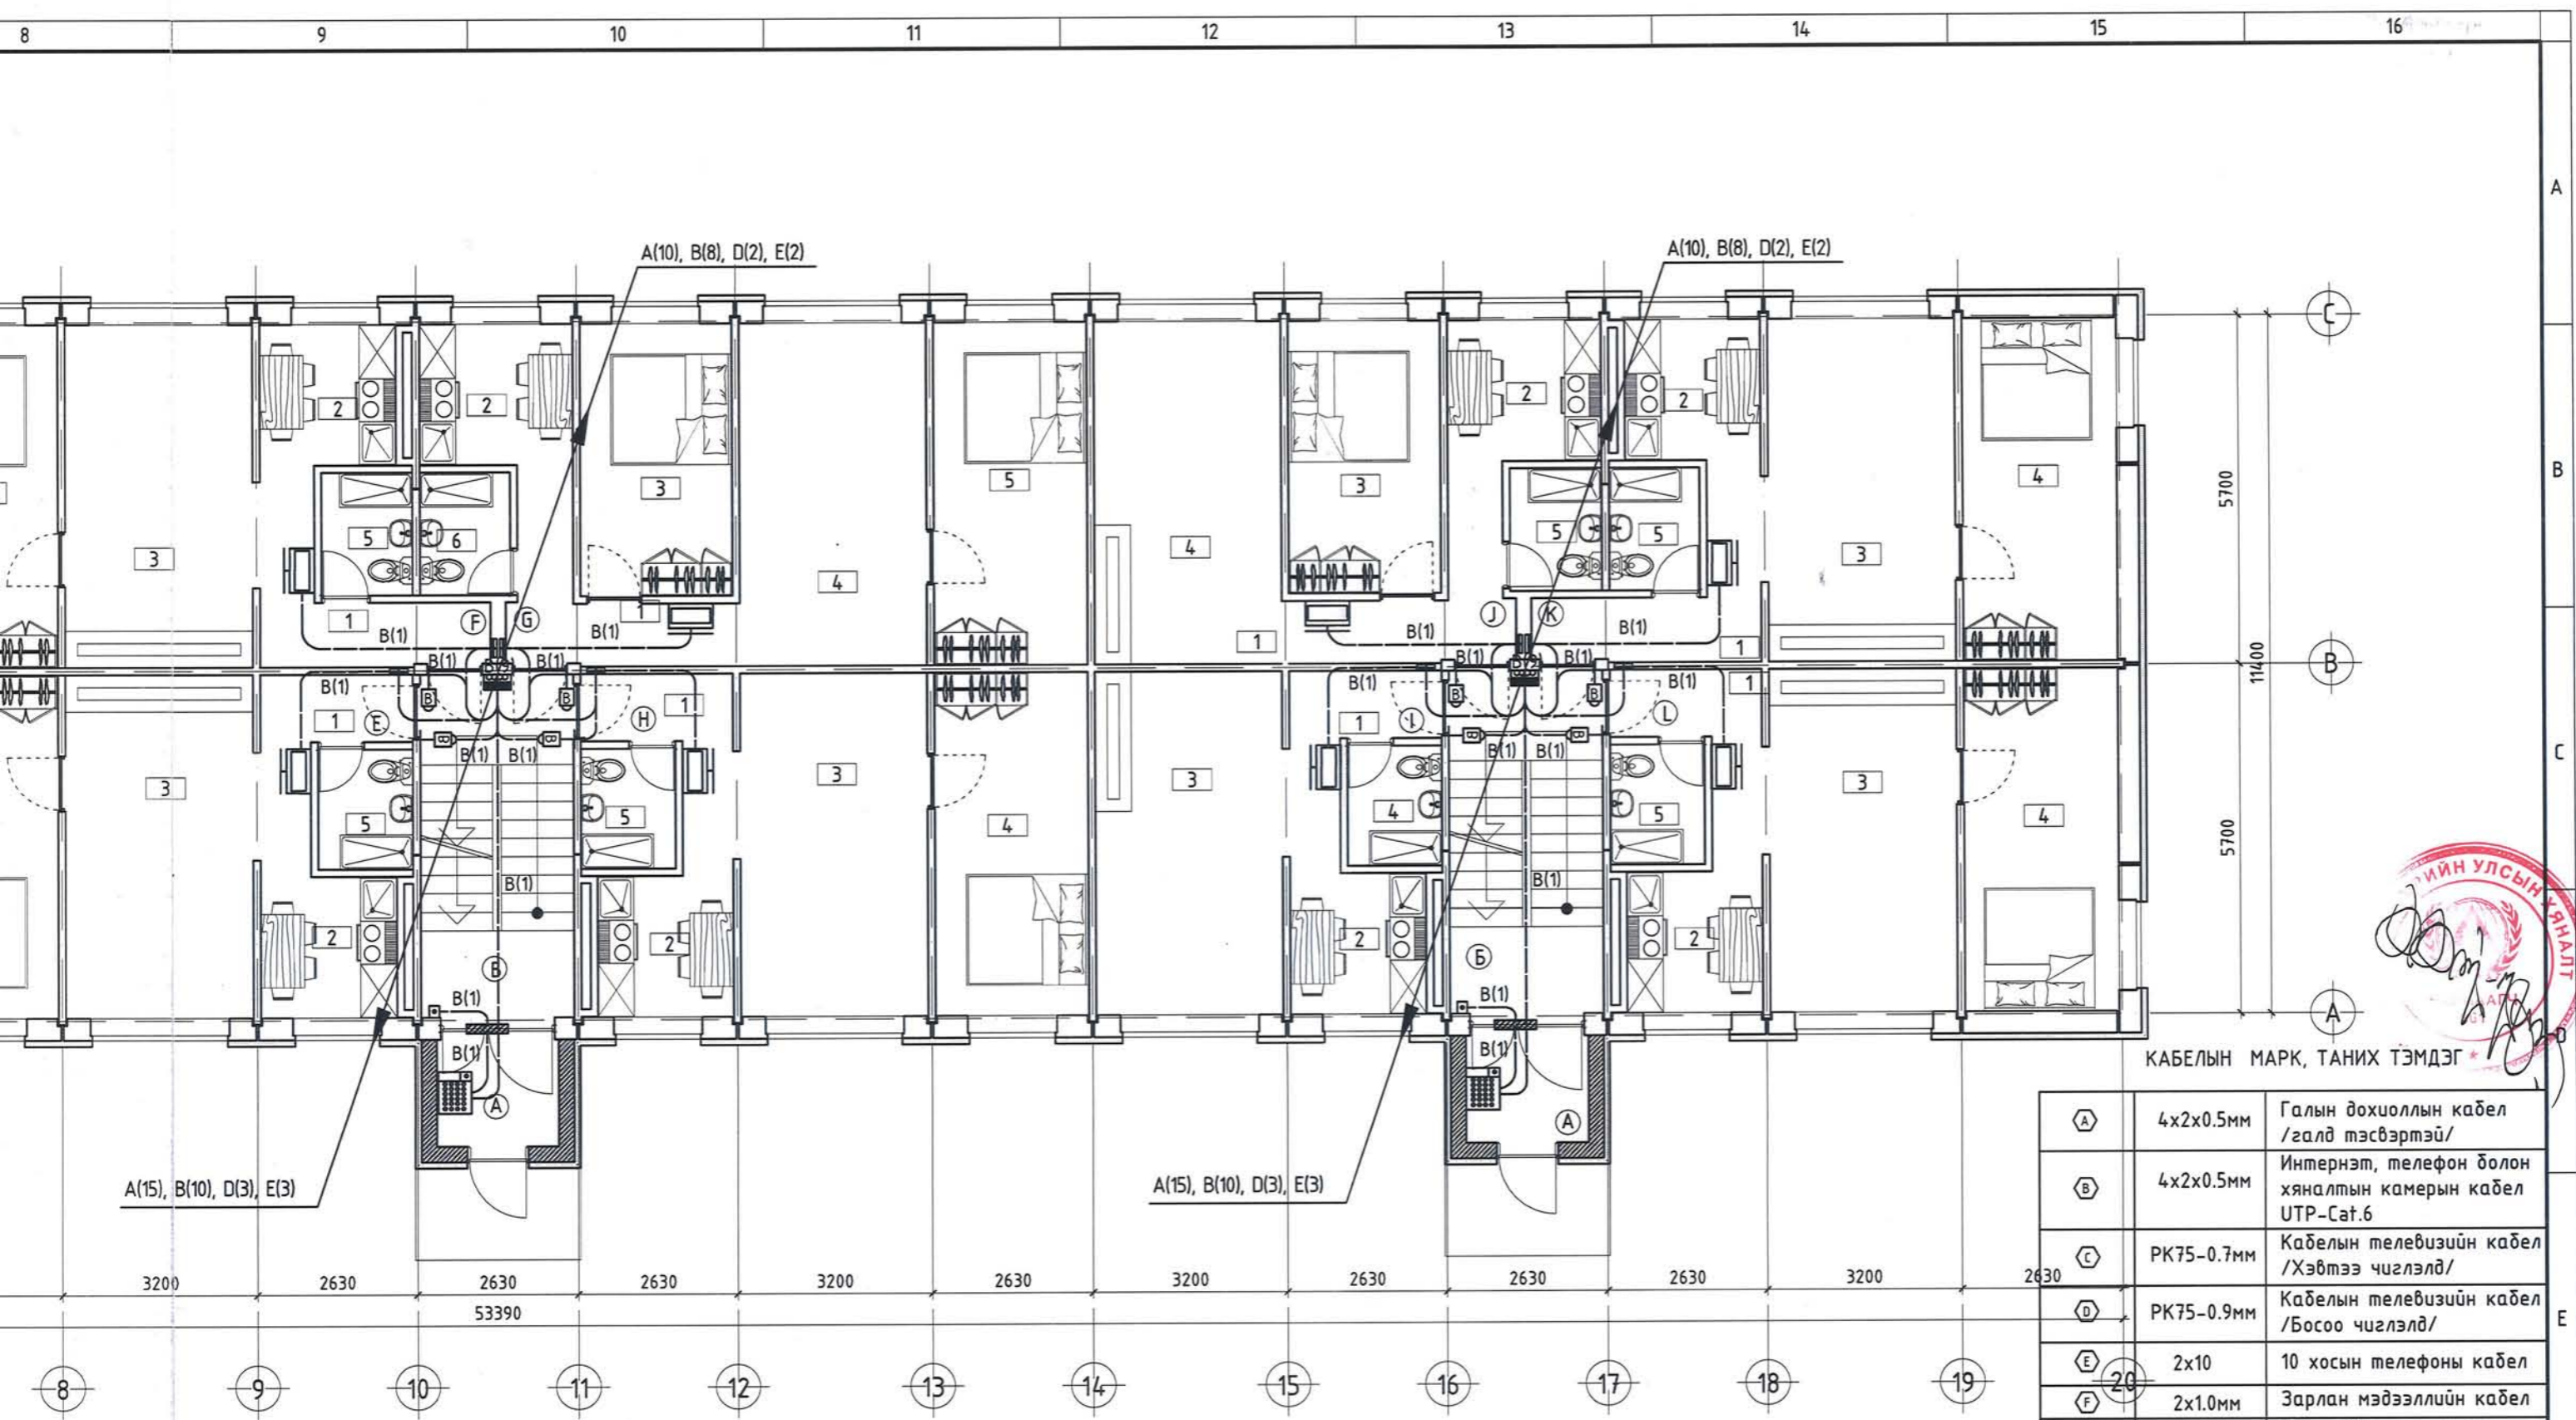 8 9 10 11 12 13 14 15 16
A
A(10), B(8), D(2), E(2) A(10), B(8), D(2), E(2)
C
2 2 2 2
B
3 5 3 4
5700
5 6 5 5
3 4 4 3
1 F G J K
B(1) B(1) 1 B(1) B(1) 1
B(1) B(1) B(1) B(1)
B
11400
B(1) B B B(1) B B B(1) 1
1 E H 1 1 I L
B B B B
B(1) B(1) B(1) B(1)
C
3 3 3 3
5 5 4 4 5 4
5700
ИЙН УЛСЫН ХЯНАЛТ
B(1) B(1)
2 2 2 2
В Б
B(1) B(1)
A
B(1) B(1)
D
КАБЕЛЫН МАРК, ТАНИХ ТЭМДЭГ
A A
A 4x2x0.5мм Галын дохиоллын кабел
/галд тэсвэртэй/
B 4x2x0.5мм Интернэт, телефон болон
хяналтын камерын кабел
UTP-Cat.6
A(15), B(10), D(3), E(3) A(15), B(10), D(3), E(3)
C РК75-0.7мм Кабелын телевизийн кабел
/Хэвтээ чиглэлд/
3200 2630 2630 2630 3200 2630 3200 2630 2630 2630 3200 2630
D РК75-0.9мм Кабелын телевизийн кабел
/Босоо чиглэлд/
53390
E
E 2x10 10 хосын телефоны кабел
8 9 10 11 12 13 14 15 16 17 18 19 20
F 2x1.0мм Зарлан мэдээллийн кабел